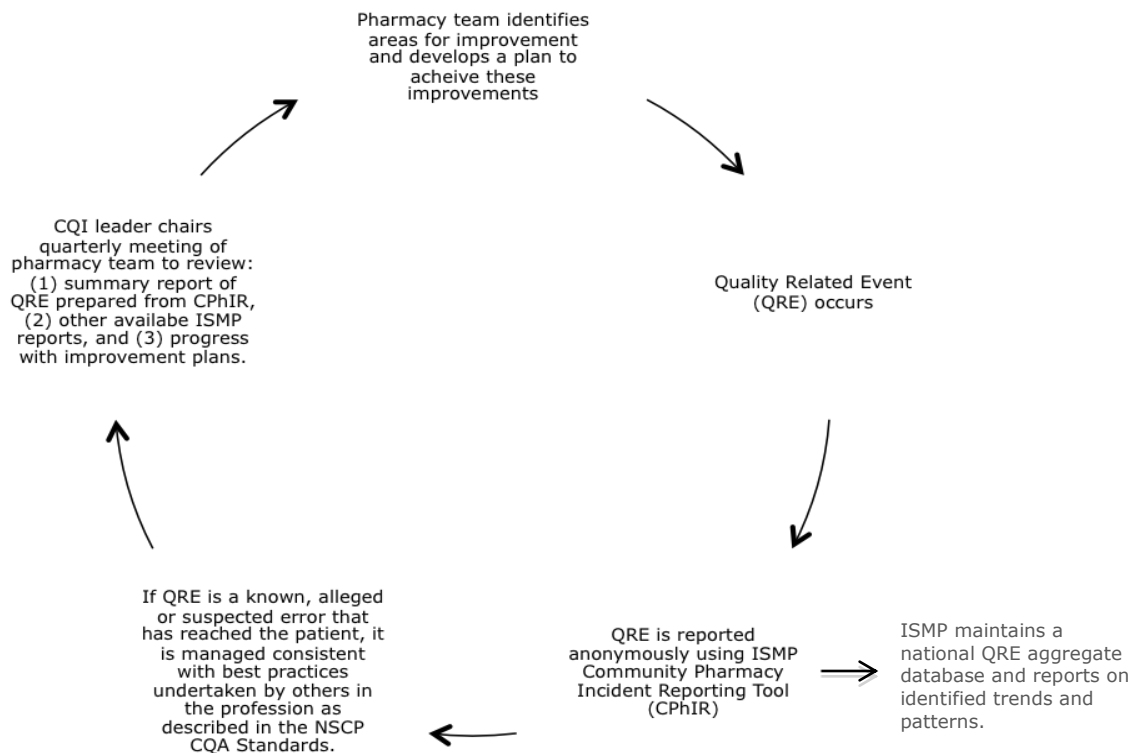 Pharmacy team identifies
areas for improvement
and develops a plan to
acheive these
improvements
Quality Related Event
(QRE) occurs
QRE is reported
anonymously using ISMP
Community Pharmacy
Incident Reporting Tool
(CPhIR)
ISMP maintains a
national QRE aggregate
database and reports on
identified trends and
patterns.
If QRE is a known, alleged
or suspected error that
has reached the patient, it
is managed consistent
with best practices
undertaken by others in
the profession as
described in the NSCP
CQA Standards.
CQI leader chairs
quarterly meeting of
pharmacy team to review:
(1) summary report of
QRE prepared from CPhIR,
(2) other availabe ISMP
reports, and (3) progress
with improvement plans.